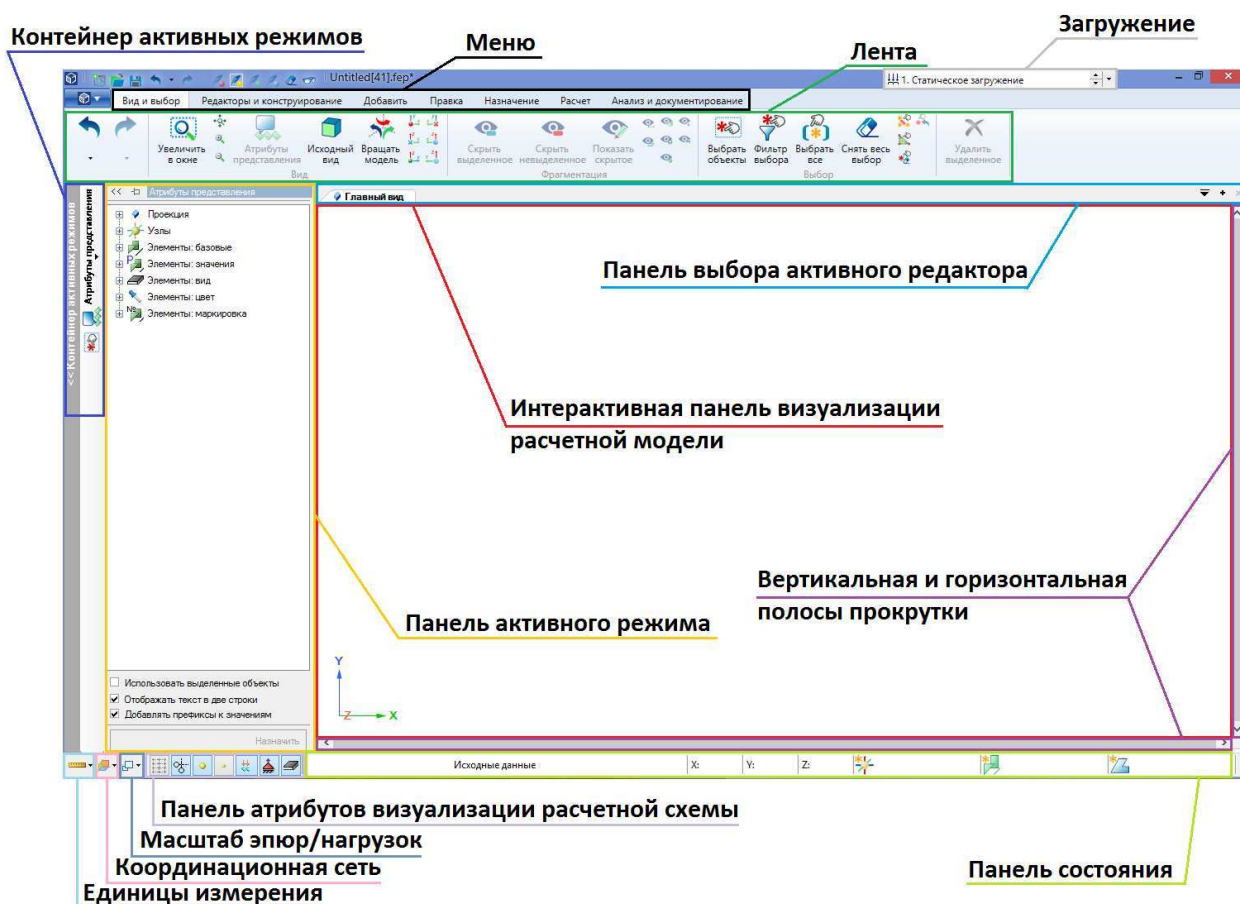 Загружение
Контейнер активных режимов
Меню
Лента
Untitled[41].fep*
1. Статическое загружение
Вид и выбор Редакторы и конструирование Добавить Правка Назначение Расчет Анализ и документирование
Увеличить в окне
Атрибуты представления
Исходный вид
Вращать модель
Скрыть выделенное
Скрыть невыделенное
Показать скрытое
Выбрать объекты
Фильтр выбора
Выбрать все
Снять весь выбор
Удалить выделенное
Вид
Фрагментация
Выбор
<< Контейнер активных режимов
Атрибуты представления
<< Атрибуты представления
Главный вид
Проекция
Узлы
Элементы: базовые
Элементы: значения
Элементы: вид
Элементы: цвет
Элементы: маркировка
Панель выбора активного редактора
Интерактивная панель визуализации
расчетной модели
Вертикальная и горизонтальная
полосы прокрутки
Панель активного режима
Y
Z X
Использовать выделенные объекты
Отображать текст в две строки
Добавлять префиксы к значениям
Назначить
Исходные данные X: Y: Z:
Панель атрибутов визуализации расчетной схемы
Масштаб эпюр/нагрузок
Координационная сеть
Единицы измерения
Панель состояния